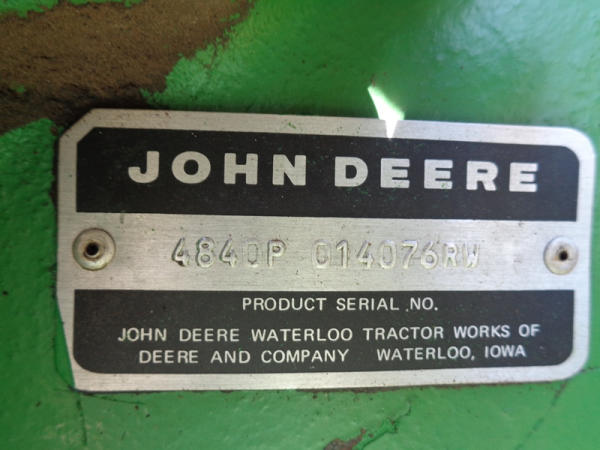 JOHN DEERE
4840P 014076RW
PRODUCT SERIAL NO.
JOHN DEERE WATERLOO TRACTOR WORKS OF
DEERE AND COMPANY WATERLOO, IOWA